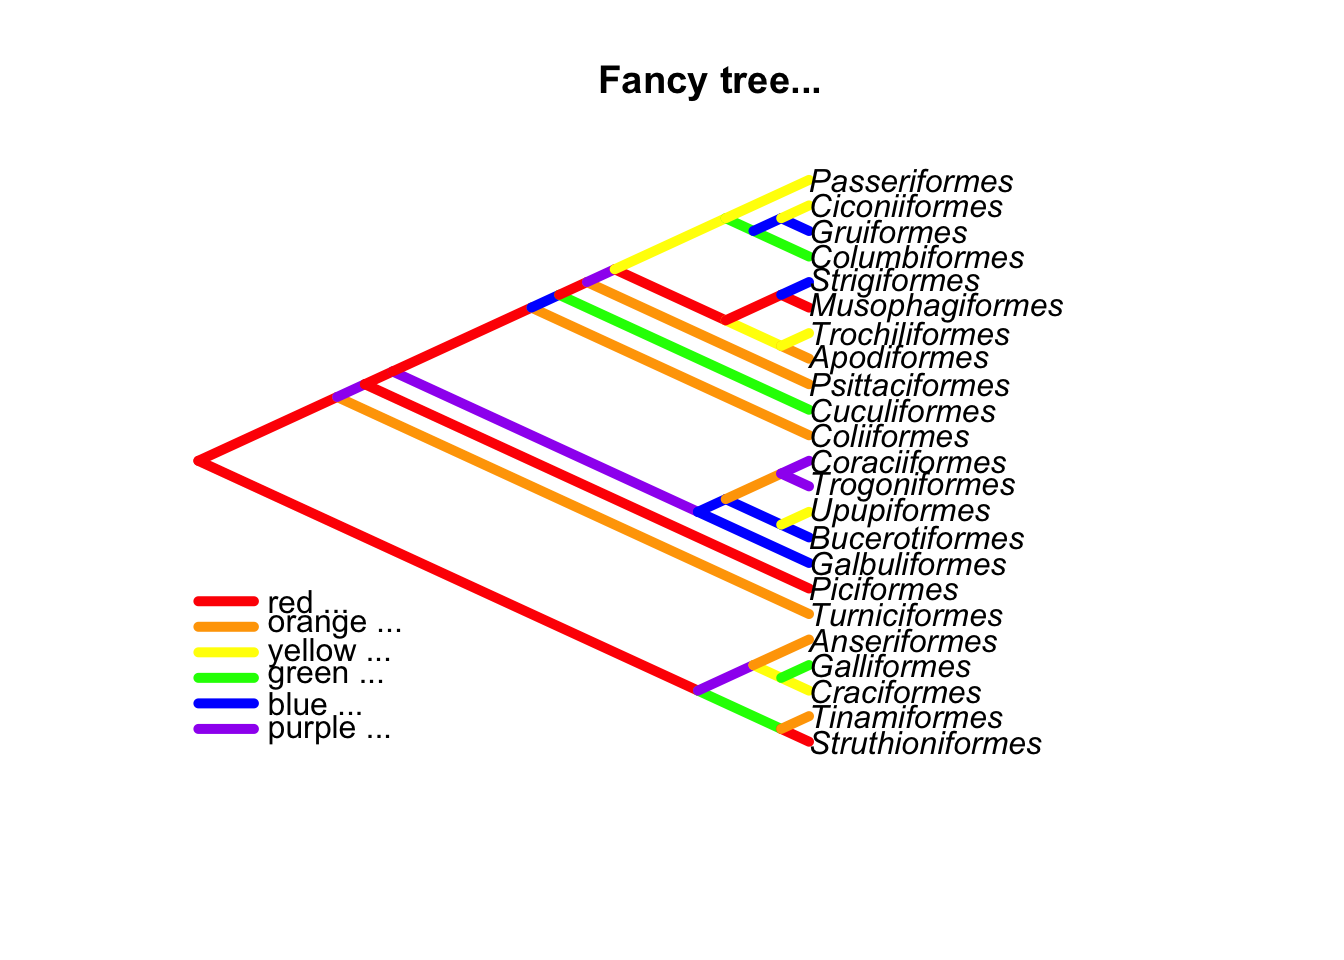 Fancy tree...
Passeriformes
Ciconiiformes
Gruiformes
Columbiformes
Strigiformes
Musophagiformes
Trochiliformes
Apodiformes
Psittaciformes
Cuculiformes
Coliiformes
Coraciiformes
Trogoniformes
Upupiformes
Bucerotiformes
Galbuliformes
Piciformes
Turniciformes
Anseriformes
Galliformes
Craciformes
Tinamiformes
Struthioniformes
red ...
orange ...
yellow ...
green ...
blue ...
purple ...